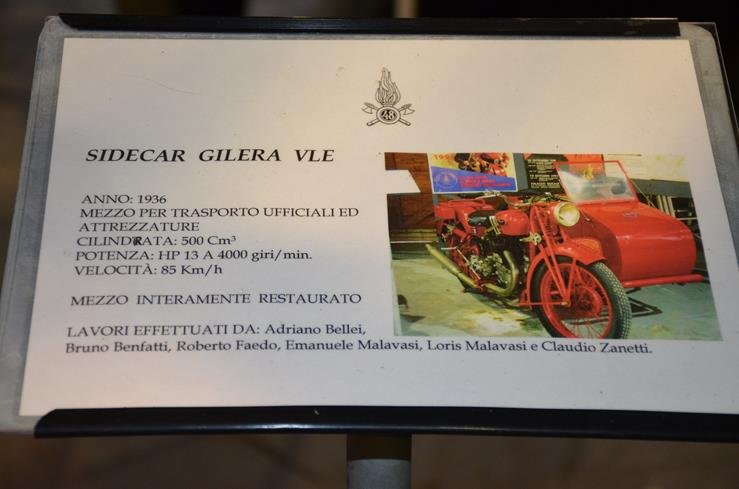 48
SIDECAR GILERA VLE
ANNO: 1936
MEZZO PER TRASPORTO UFFICIALI ED
ATTREZZATURE
CILINDRATA: 500 Cm³
POTENZA: HP 13 A 4000 giri/min.
VELOCITÀ: 85 Km/h
MEZZO INTERAMENTE RESTAURATO
LAVORI EFFETTUATI DA: Adriano Bellei,
Bruno Benfatti, Roberto Faedo, Emanuele Malavasi, Loris Malavasi e Claudio Zanetti.